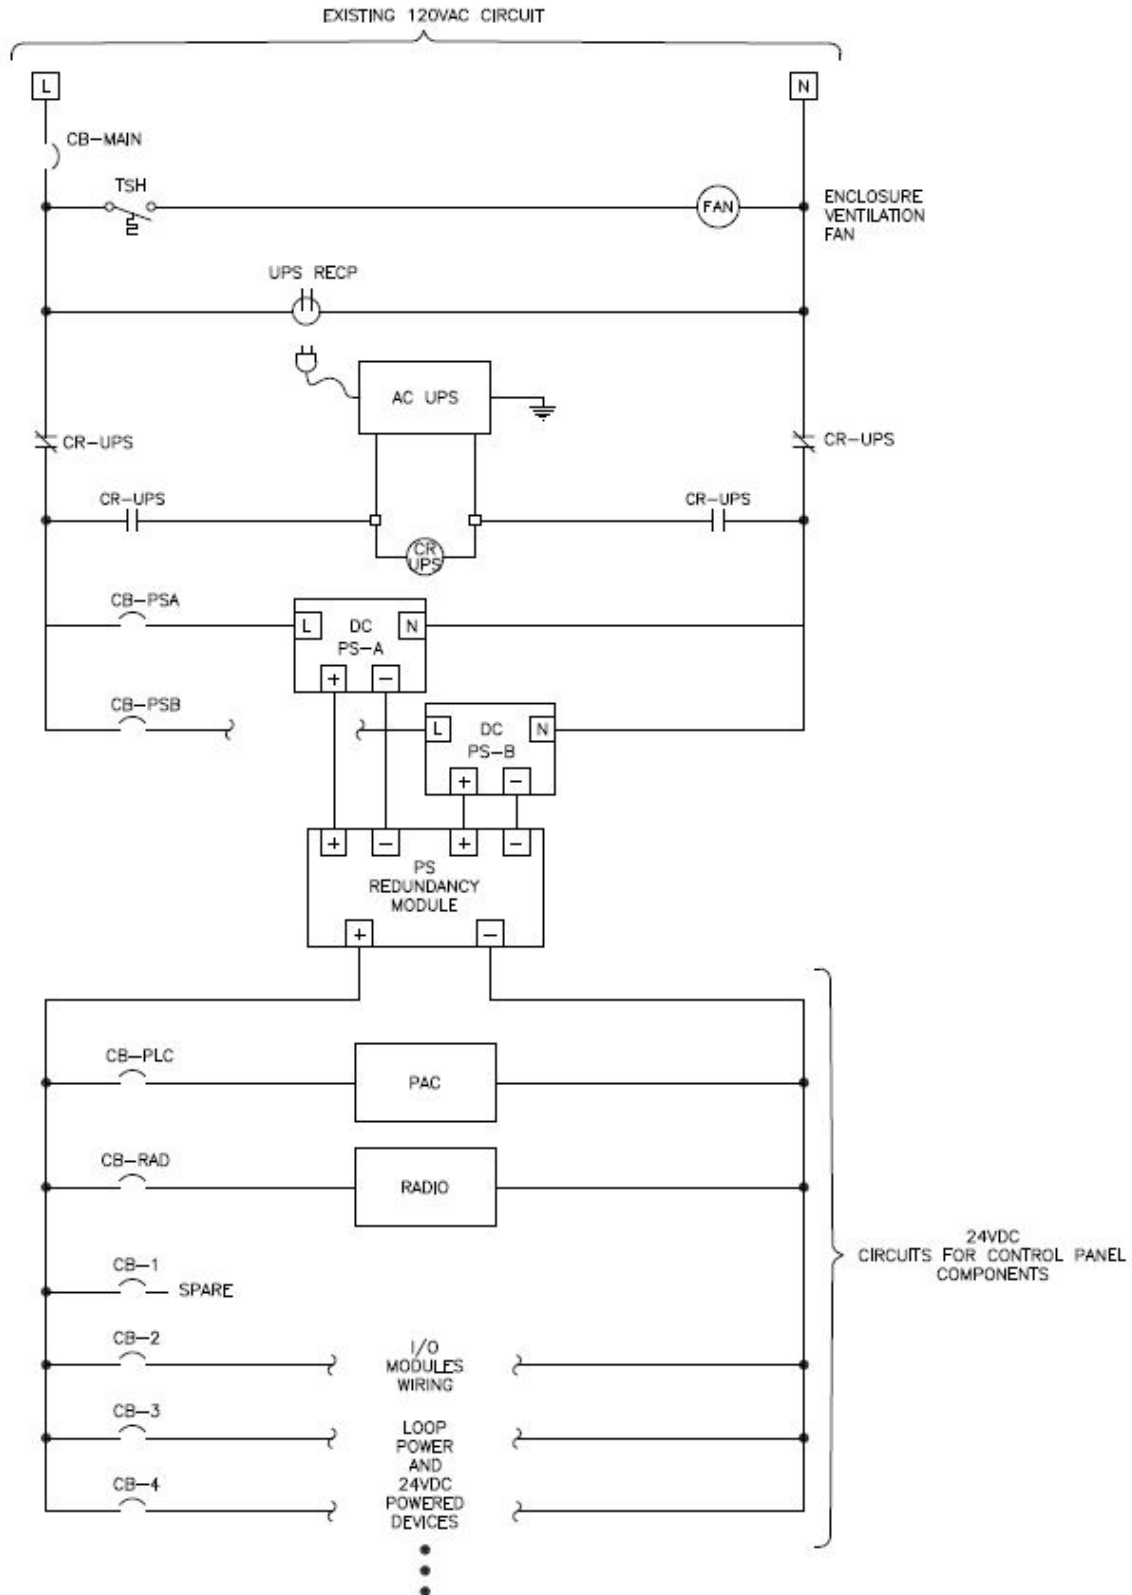 EXISTING 120VAC CIRCUIT
L
N
CB-MAIN
TSH
FAN
ENCLOSURE
VENTILATION
FAN
UPS RECP
AC UPS
CR-UPS
CR-UPS
CR-UPS
CR-UPS
CR
UPS
CB-PSA
L
DC
N
PS-A
+
-
CB-PSB
L
DC
N
PS-B
+
-
+
-
+
-
PS
REDUNDANCY
MODULE
+
-
CB-PLC
PAC
CB-RAD
RADIO
24VDC
CIRCUITS FOR CONTROL PANEL
COMPONENTS
CB-1
SPARE
CB-2
I/O
MODULES
WIRING
CB-3
LOOP
POWER
AND
24VDC
POWERED
DEVICES
CB-4